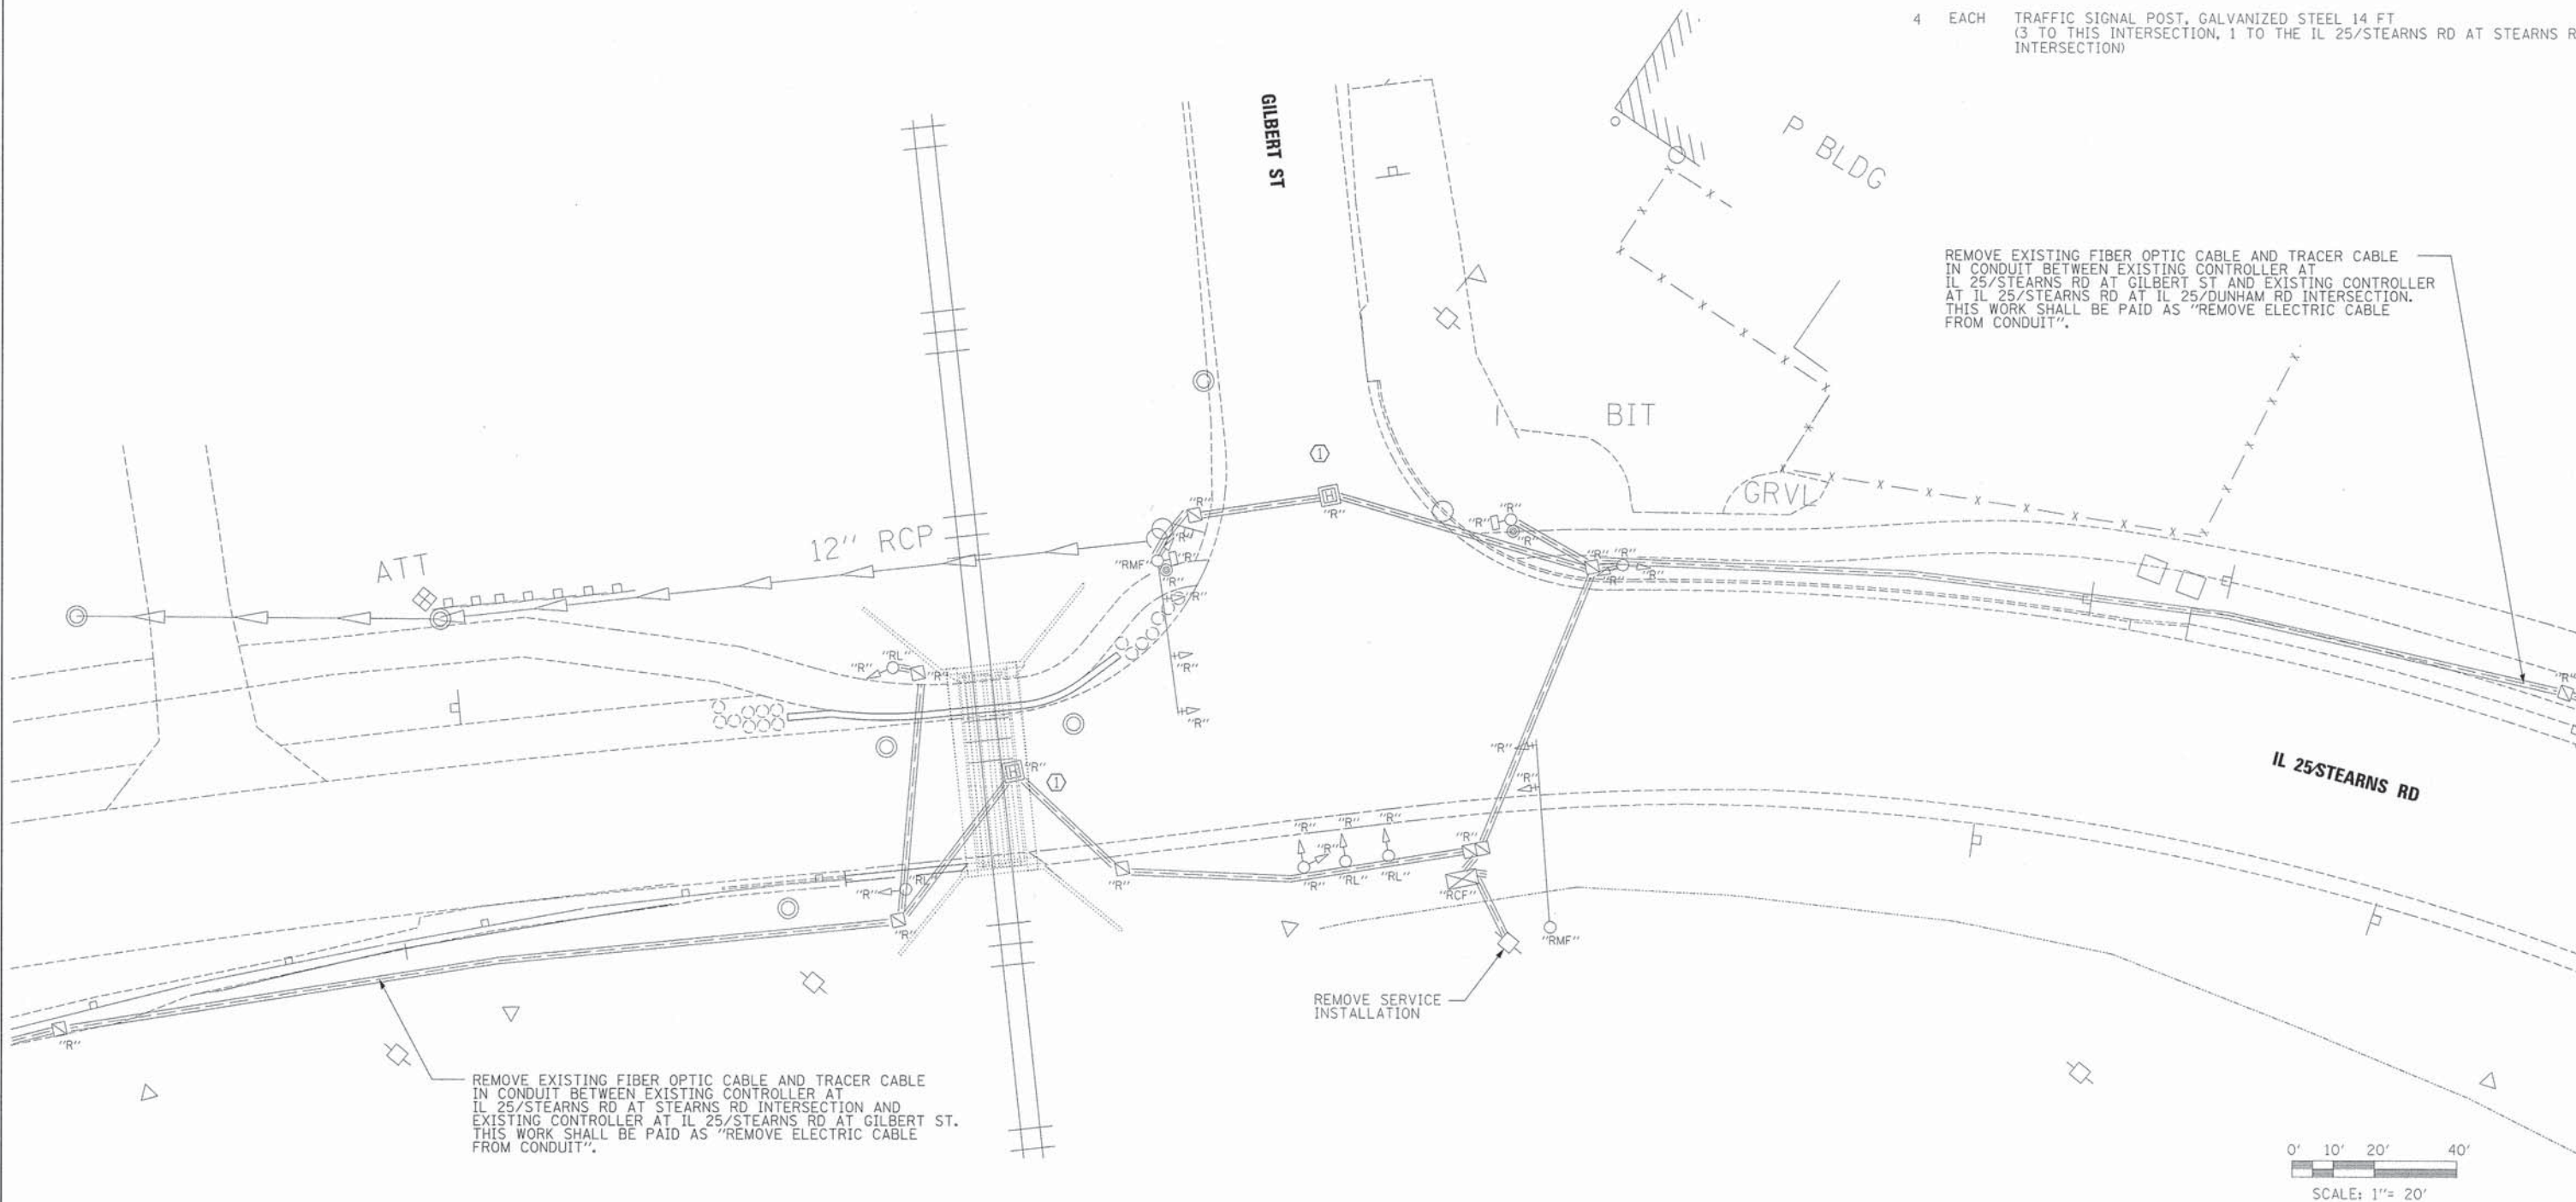 4 EACH TRAFFIC SIGNAL POST, GALVANIZED STEEL 14 FT
(3 TO THIS INTERSECTION, 1 TO THE IL 25/STEARNS RD AT STEARNS R
INTERSECTION)
GILBERT ST
P BLDG
REMOVE EXISTING FIBER OPTIC CABLE AND TRACER CABLE
IN CONDUIT BETWEEN EXISTING CONTROLLER AT
IL 25/STEARNS RD AT GILBERT ST AND EXISTING CONTROLLER
AT IL 25/STEARNS RD AT IL 25/DUNHAM RD INTERSECTION.
THIS WORK SHALL BE PAID AS "REMOVE ELECTRIC CABLE
FROM CONDUIT".
BIT
1
GRVL
"R"
"R"
"R"
"R"
"R"
12" RCP
ATT
"RMF"
"R"
"R"
"R"
"R"
"R"
"R"
"R"
"R"
"RL"
"R"
"R"
"R"
"R"
"R"
H
"R"
1
"R"
"R"
IL 25/STEARNS RD
"R"
"R"
"R"
"R"
"R"
"R"
"RL"
"RL"
"R"
"RL"
"R"
"R"
"RCF"
"RMF"
REMOVE SERVICE
INSTALLATION
"R"
REMOVE EXISTING FIBER OPTIC CABLE AND TRACER CABLE
IN CONDUIT BETWEEN EXISTING CONTROLLER AT
IL 25/STEARNS RD AT STEARNS RD INTERSECTION AND
EXISTING CONTROLLER AT IL 25/STEARNS RD AT GILBERT ST.
THIS WORK SHALL BE PAID AS "REMOVE ELECTRIC CABLE
FROM CONDUIT".
0' 10' 20' 40'
SCALE: 1"= 20'